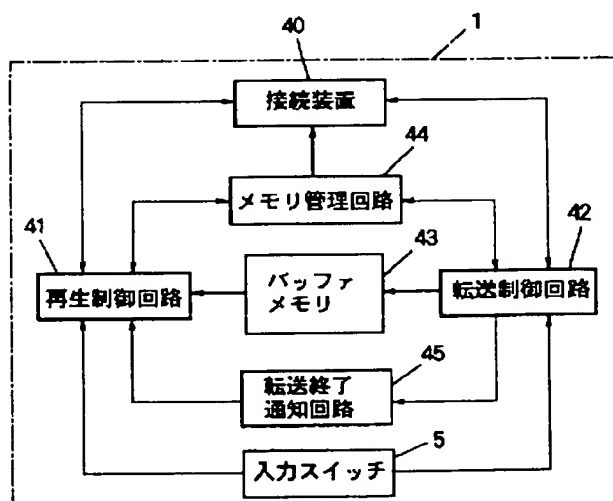 1
40
接続装置
44
メモリ管理回路
41
再生制御回路
43
バッファ
メモリ
42
転送制御回路
45
転送終了
通知回路
5
入力スイッチ